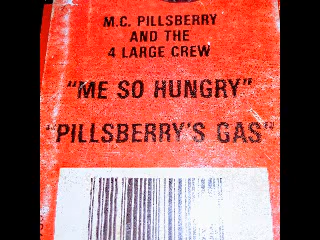 M.C. PILLSBERRY
AND THE
4 LARGE CREW
"ME SO HUNGRY"
"PILLSBERRY'S GAS"